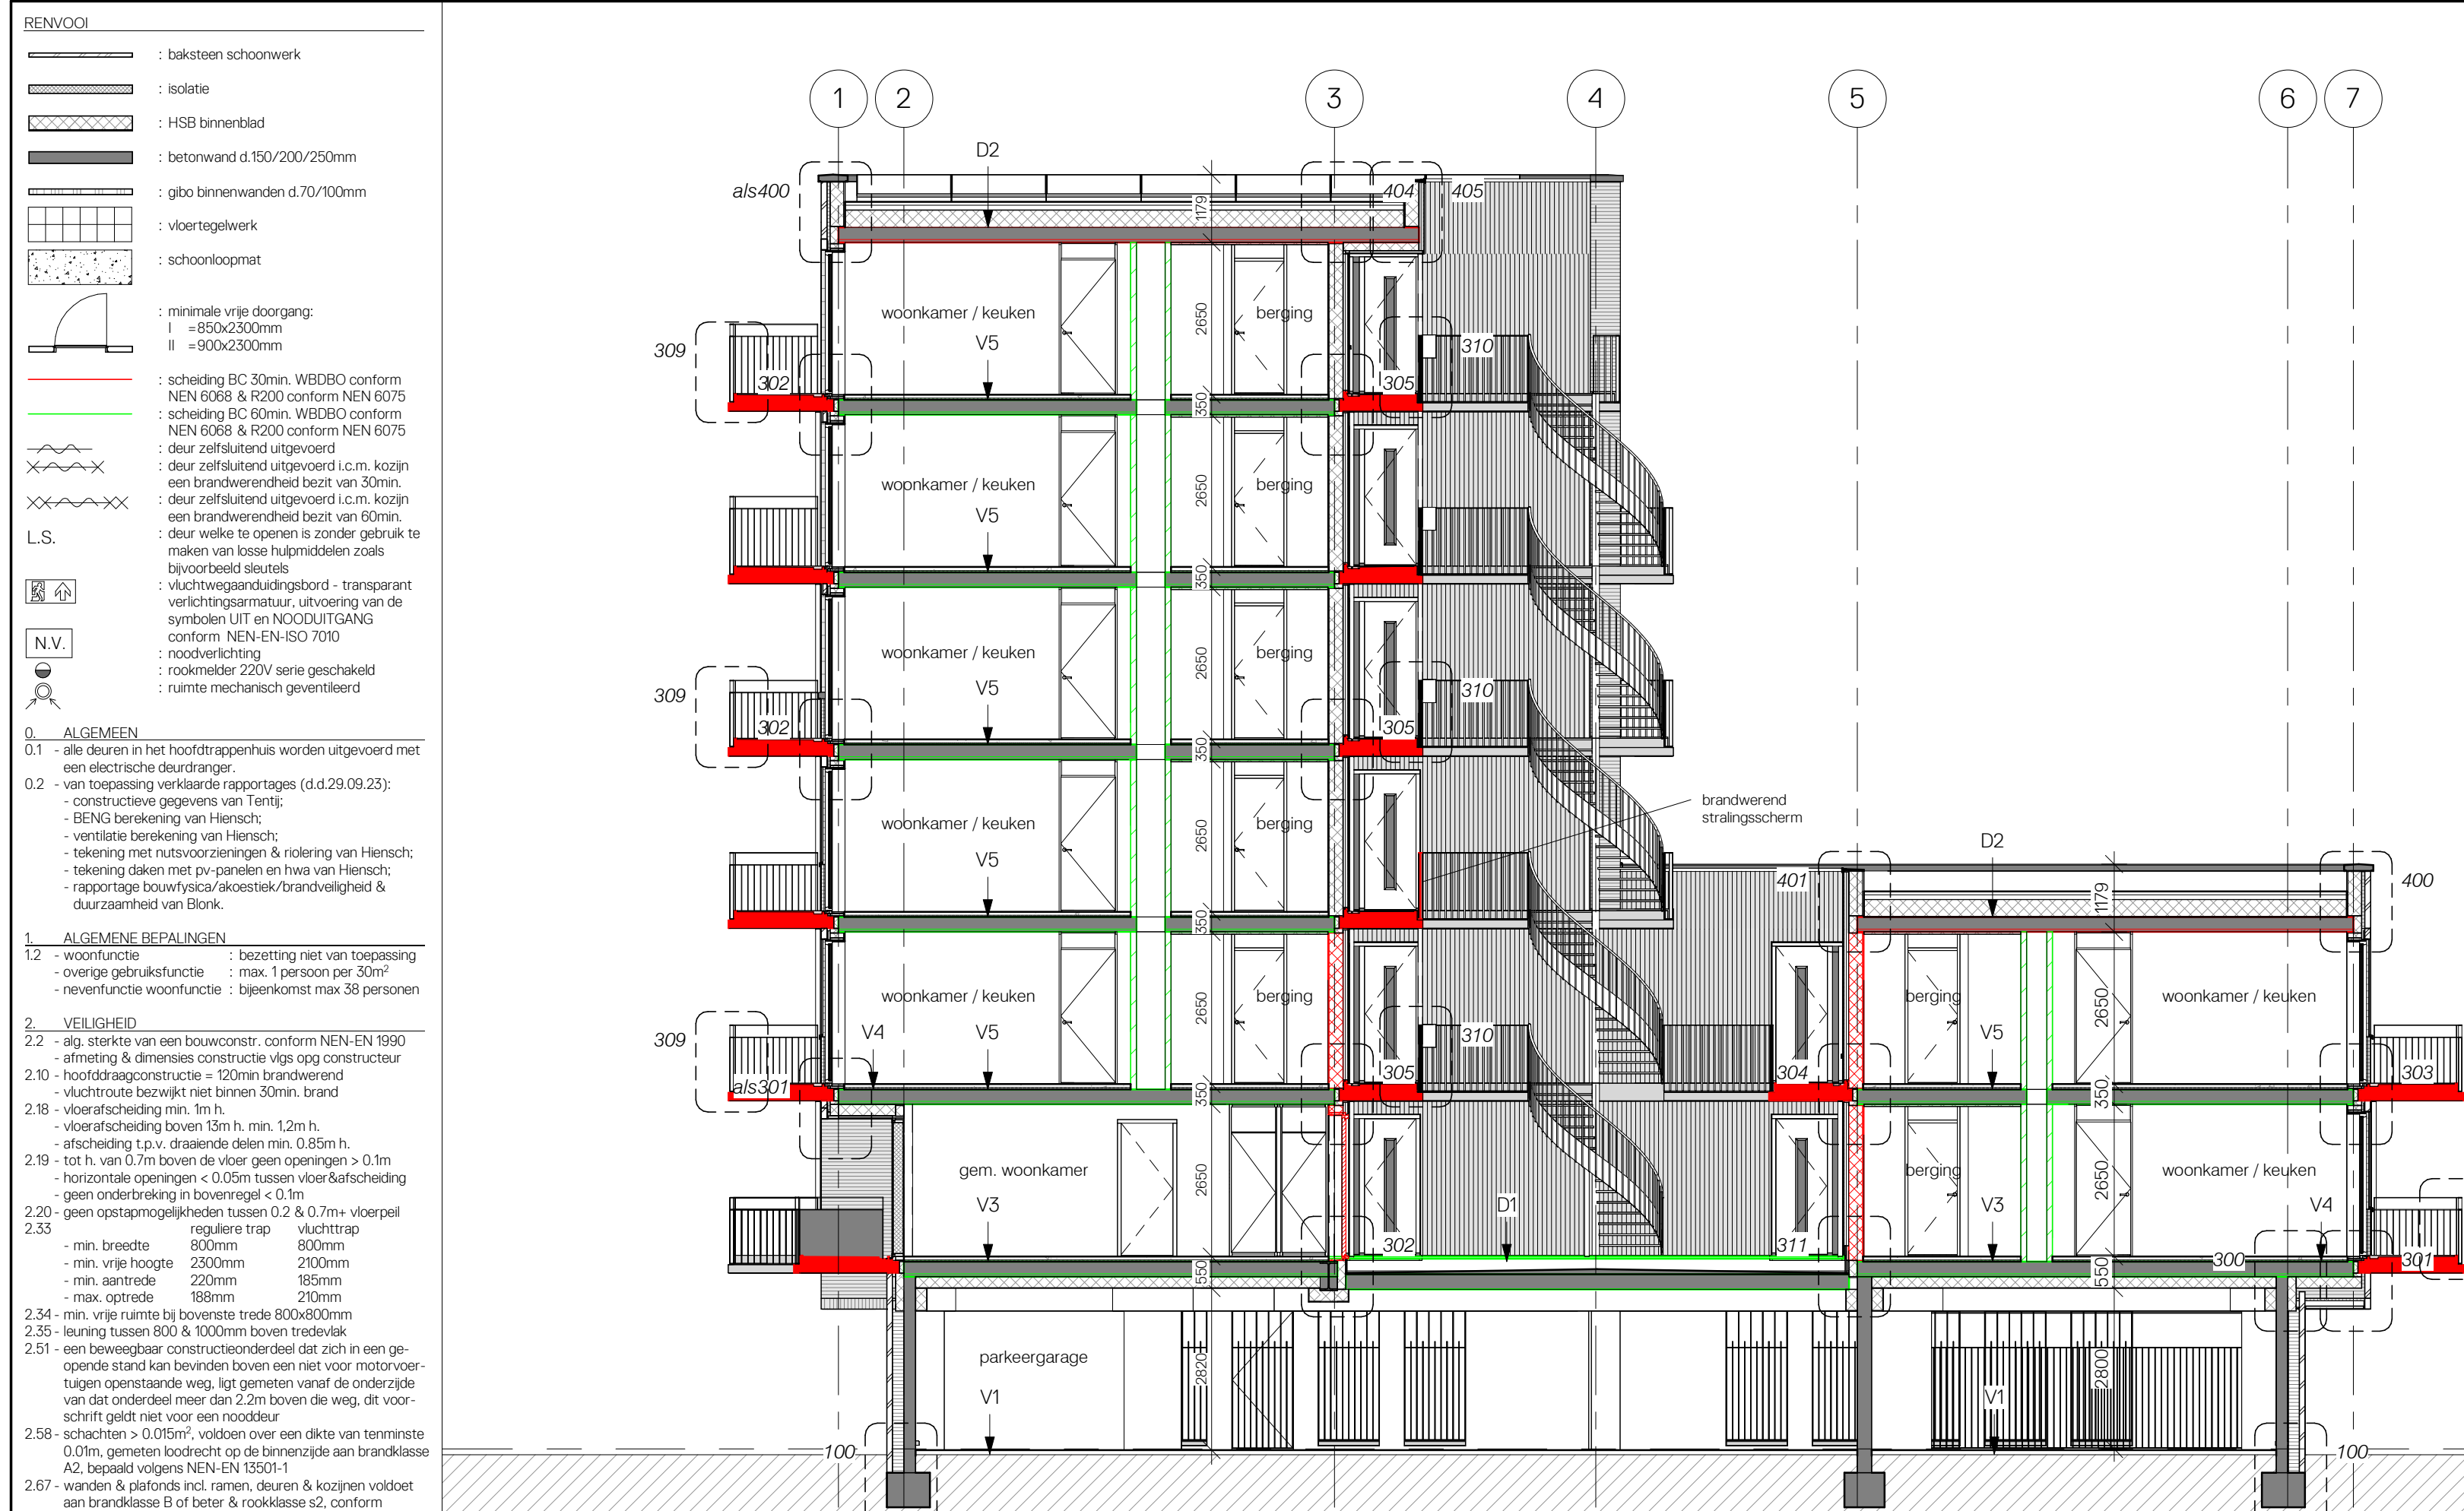 RENVOOI
: baksteen schoonwerk
: isolatie
: HSB binnenblad
: betonwand d.150/200/250mm
: gibo binnenwanden d.70/100mm
: vloertegelwerk
: schoonloopmat
: minimale vrije doorgang:
I =850x2300mm
II =900x2300mm
: scheiding BC 30min. WBDBO conform
NEN 6068 & R200 conform NEN 6075
: scheiding BC 60min. WBDBO conform
NEN 6068 & R200 conform NEN 6075
: deur zelfsluitend uitgevoerd
: deur zelfsluitend uitgevoerd i.c.m. kozijn
een brandwerendheid bezit van 30min.
: deur zelfsluitend uitgevoerd i.c.m. kozijn
een brandwerendheid bezit van 60min.
L.S. : deur welke te openen is zonder gebruik te
maken van losse hulpmiddelen zoals
bijvoorbeeld sleutels
: vluchtwegaanduidingsbord - transparant
verlichtingsarmatuur, uitvoering van de
symbolen UIT en NOODUITGANG
conform NEN-EN-ISO 7010
N.V. : noodverlichting
: rookmelder 220V serie geschakeld
: ruimte mechanisch geventileerd
0. ALGEMEEN
0.1 - alle deuren in het hoofdtrappenhuis worden uitgevoerd met
een electrische deurdranger.
0.2 - van toepassing verklaarde rapportages (d.d.29.09.23):
- constructieve gegevens van Tentij;
- BENG berekening van Hiensch;
- ventilatie berekening van Hiensch;
- tekening met nutsvoorzieningen & riolering van Hiensch;
- tekening daken met pv-panelen en hwa van Hiensch;
- rapportage bouwfysica/akoestiek/brandveiligheid &
duurzaamheid van Blonk.
1. ALGEMENE BEPALINGEN
1.2 - woonfunctie : bezetting niet van toepassing
- overige gebruiksfunctie : max. 1 persoon per 30m²
- nevenfunctie woonfunctie : bijeenkomst max 38 personen
2. VEILIGHEID
2.2 - alg. sterkte van een bouwconstr. conform NEN-EN 1990
- afmeting & dimensies constructie vlgs opg constructeur
2.10 - hoofddraagconstructie = 120min brandwerend
- vluchtroute bezwijkt niet binnen 30min. brand
2.18 - vloerafscheiding min. 1m h.
- vloerafscheiding boven 13m h. min. 1,2m h.
- afscheiding t.p.v. draaiende delen min. 0.85m h.
2.19 - tot h. van 0.7m boven de vloer geen openingen > 0.1m
- horizontale openingen < 0.05m tussen vloer&afscheiding
- geen onderbreking in bovenregel < 0.1m
2.20 - geen opstapmogelijkheden tussen 0.2 & 0.7m+ vloerpeil
2.33 reguliere trap vluchttrap
- min. breedte 800mm 800mm
- min. vrije hoogte 2300mm 2100mm
- min. aantrede 220mm 185mm
- max. optrede 188mm 210mm
2.34 - min. vrije ruimte bij bovenste trede 800x800mm
2.35 - leuning tussen 800 & 1000mm boven tredevlak
2.51 - een beweegbaar constructieonderdeel dat zich in een ge-
opende stand kan bevinden boven een niet voor motorvoer-
tuigen openstaande weg, ligt gemeten vanaf de onderzijde
van dat onderdeel meer dan 2.2m boven die weg, dit voor-
schrift geldt niet voor een nooddeur
2.58 - schachten > 0.015m², voldoen over een dikte van tenminste
0.01m, gemeten loodrecht op de binnenzijde aan brandklasse
A2, bepaald volgens NEN-EN 13501-1
2.67 - wanden & plafonds incl. ramen, deuren & kozijnen voldoet
aan brandklasse B of beter & rookklasse s2, conform
1 2 3 4 5 6 7
D2
als400 1179 404 405
woonkamer / keuken 2650 berging
309 V5 310
302 350 305
woonkamer / keuken 2650 berging
V5
350
woonkamer / keuken 2650 berging
309 V5 310
302 350 305
brandwerend
stralingsscherm
woonkamer / keuken 2650 berging
V5 D2
350 401 1179 400
woonkamer / keuken 2650 berging berging 2650 woonkamer / keuken
309 V4 V5 310 V5
als301 350 305 304 350 303
gem. woonkamer 2650 berging 2650 woonkamer / keuken
V3 D1 V3 V4
550 302 311 550 300 301
parkeergarage 2820 2800
V1 V1
100 100